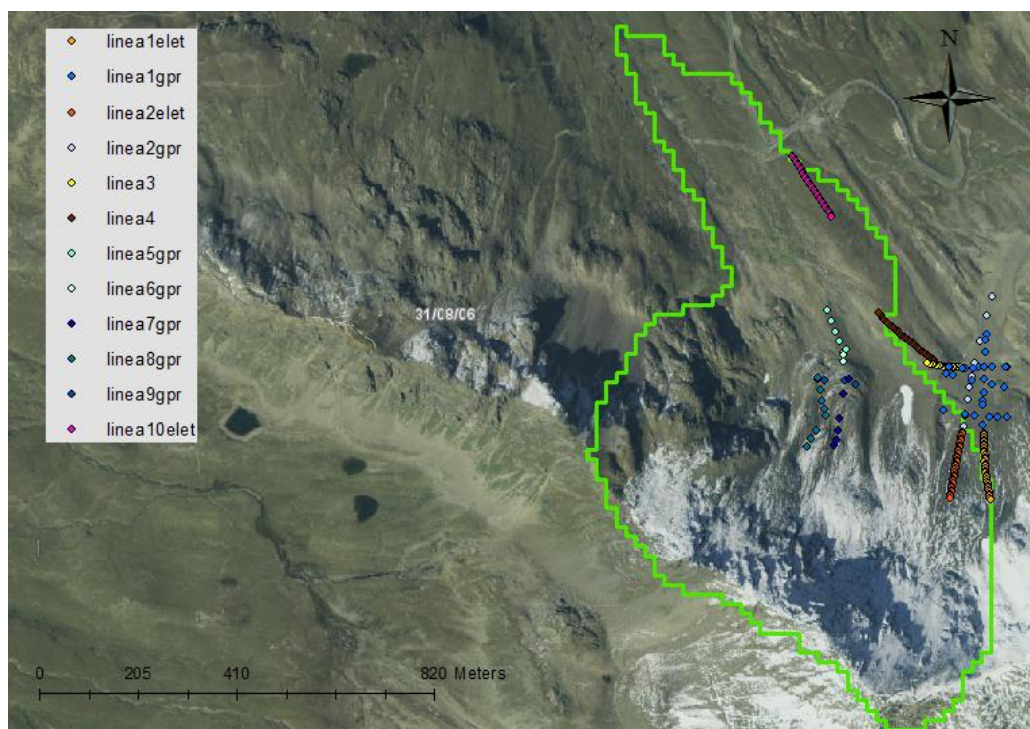 linea1elet
linea1gpr
linea2elet
linea2gpr
linea3
linea4
linea5gpr
linea6gpr
linea7gpr
linea8gpr
linea9gpr
linea10elet
N
31/08/06
0 205 410 820 Meters